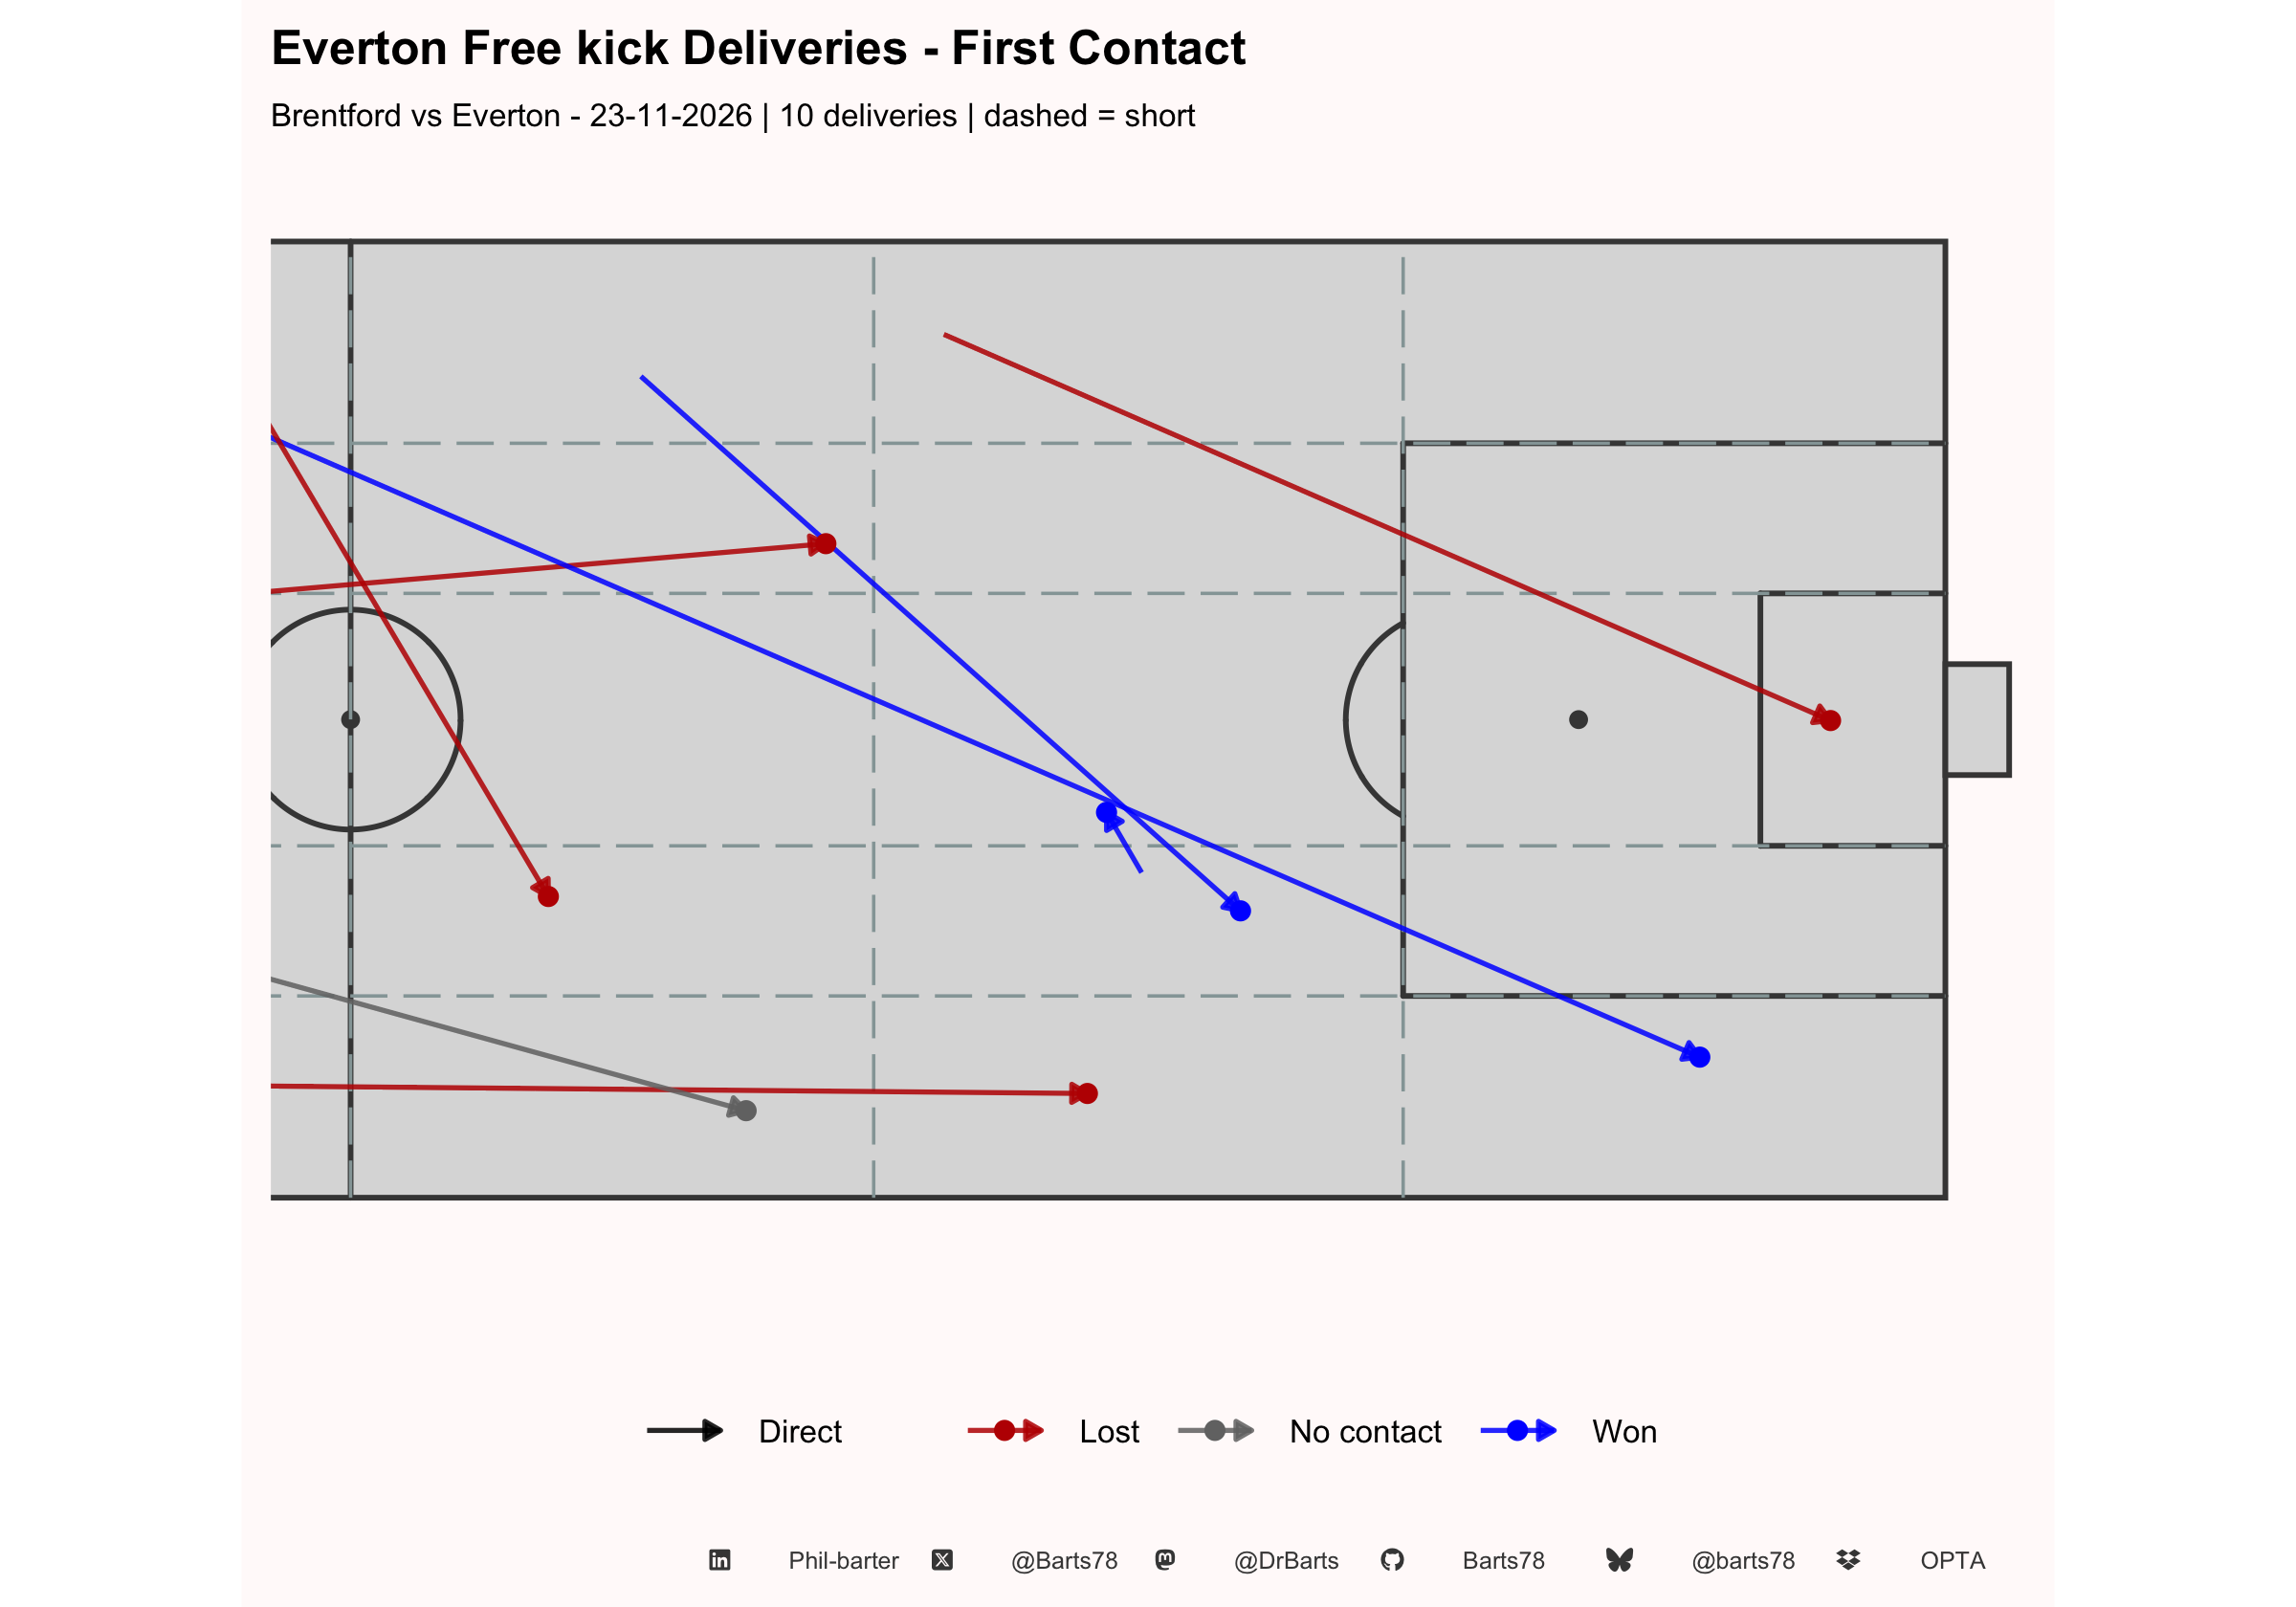 Everton Free kick Deliveries - First Contact
Brentford vs Everton - 23-11-2026 | 10 deliveries | dashed = short
Direct Lost No contact Won
Phil-barter @Barts78 @DrBarts Barts78 @barts78 OPTA